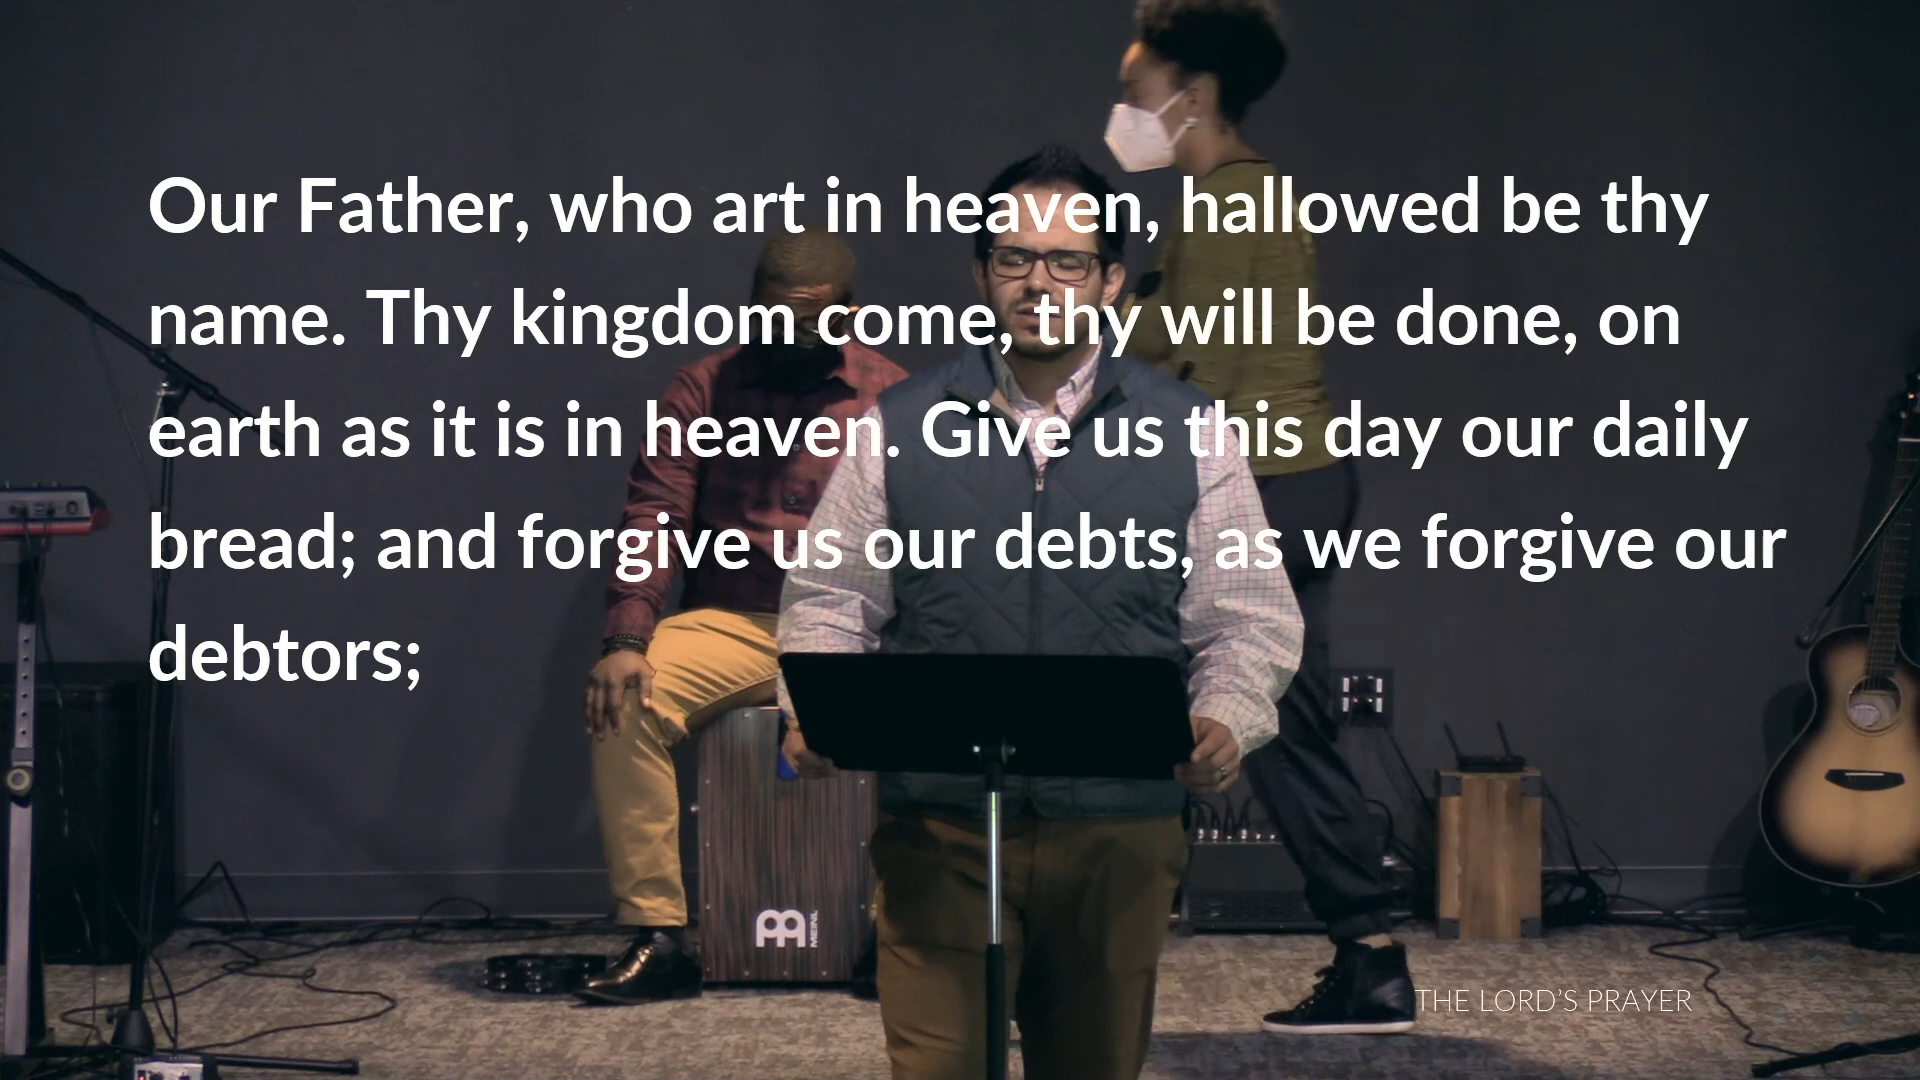 Our Father, who art in heaven, hallowed be thy
name. Thy kingdom come, thy will be done, on
earth as it is in heaven. Give us this day our daily
bread; and forgive us our debts, as we forgive our
debtors;
MEINL
THE LORD’S PRAYER